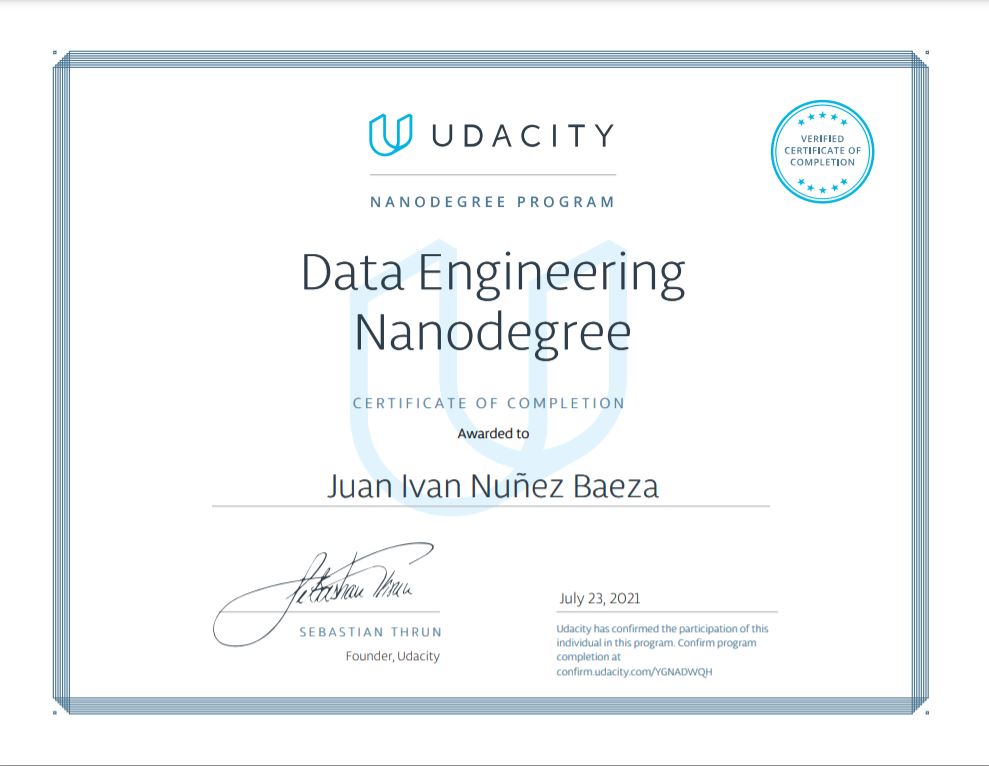 UDACITY
VERIFIED
CERTIFICATE OF
COMPLETION
NANODEGREE PROGRAM
Data Engineering
Nanodegree
CERTIFICATE OF COMPLETION
Awarded to
Juan Ivan Nuñez Baeza
Sebastian Thrun
SEBASTIAN THRUN
Founder, Udacity
July 23, 2021
Udacity has confirmed the participation of this
individual in this program. Confirm program
completion at
confirm.udacity.com/YGNADWQH